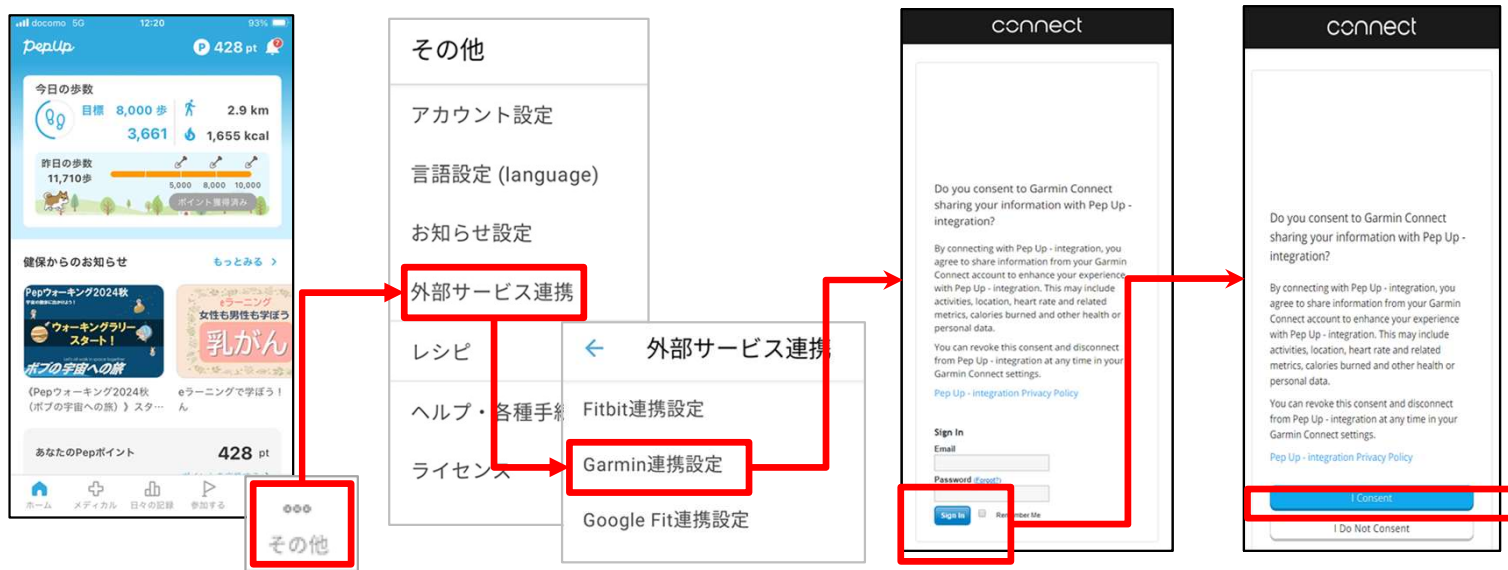 docomo 5G 12:20 93%
PepUp
P 428 pt
今日の歩数
目標 8,000 歩 2.9 km
3,661 1,655 kcal
昨日の歩数
11,710歩
5,000 8,000 10,000
ポイント獲得済み
健保からのお知らせ もっとみる >
Pepウォーキング2024秋
ウォーキングラリー
スタート!
ボブの宇宙への旅
eラーニング
女性も男性も学ぼう
乳がん
《Pepウォーキング2024秋
(ボブの宇宙への旅)》スタ…
eラーニングで学ぼう!
ん
あなたのPepポイント 428 pt
ホーム メディカル 日々の記録 参加する
その他
その他
アカウント設定
言語設定 (language)
お知らせ設定
外部サービス連携
レシピ
ヘルプ・各種手続
ライセンス
← 外部サービス連携
Fitbit連携設定
Garmin連携設定
Google Fit連携設定
connect
Do you consent to Garmin Connect
sharing your information with Pep Up -
integration?
By connecting with Pep Up - integration, you
agree to share information from your Garmin
Connect account to enhance your experience
with Pep Up - integration. This may include
activities, location, heart rate and related
metrics, calories burned and other health or
personal data.
You can revoke this consent and disconnect
from Pep Up - integration at any time in your
Garmin Connect settings.
Pep Up - integration Privacy Policy
Sign In
Email
Password (Forgot?)
Sign In Remember Me
connect
Do you consent to Garmin Connect
sharing your information with Pep Up -
integration?
By connecting with Pep Up - integration, you
agree to share information from your Garmin
Connect account to enhance your experience
with Pep Up - integration. This may include
activities, location, heart rate and related
metrics, calories burned and other health or
personal data.
You can revoke this consent and disconnect
from Pep Up - integration at any time in your
Garmin Connect settings.
Pep Up - integration Privacy Policy
I Consent
I Do Not Consent